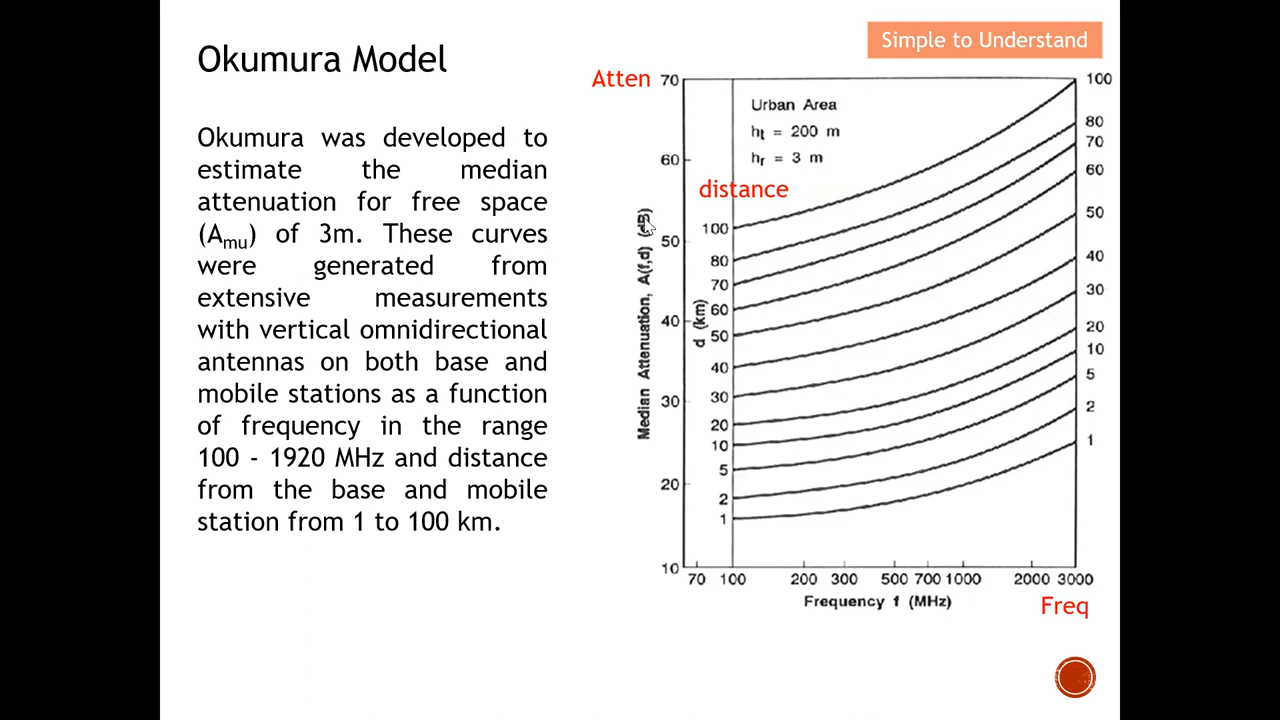 Simple to Understand
Okumura Model
Okumura was developed to
estimate the median
attenuation for free space
(Amu) of 3m. These curves
were generated from
extensive measurements
with vertical omnidirectional
antennas on both base and
mobile stations as a function
of frequency in the range
100 - 1920 MHz and distance
from the base and mobile
station from 1 to 100 km.
Atten
70
60
50
40
30
20
10
Median Attenuation, A(f,d) (dB)
Urban Area
ht = 200 m
hr = 3 m
distance
d (km)
100
80
70
60
50
40
30
20
10
5
2
1
100
80
70
60
50
40
30
20
10
5
2
1
70 100 200 300 500 700 1000 2000 3000
Frequency f (MHz)
Freq